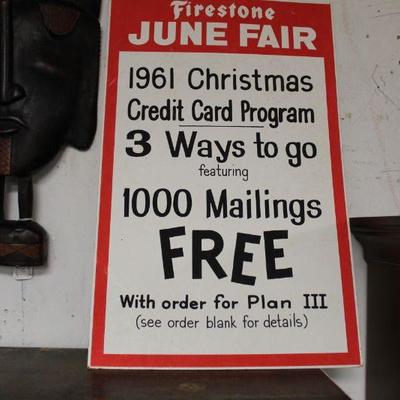 Firestone
JUNE FAIR
1961 Christmas
Credit Card Program
3 Ways to go
featuring
1000 Mailings
FREE
With order for Plan III
(see order blank for details)